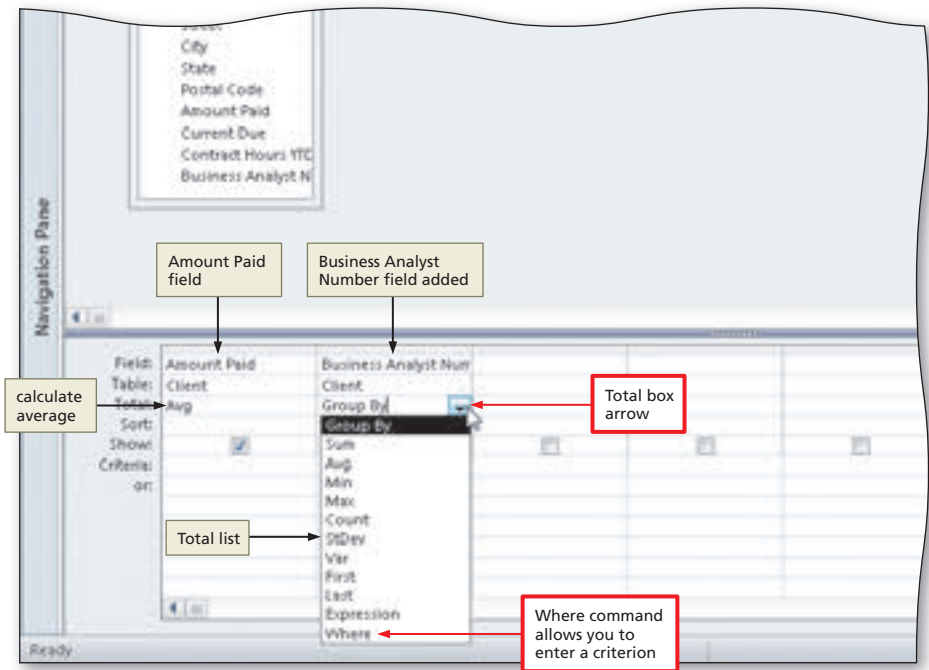 City
State
Postal Code
Amount Paid
Current Due
Contract Hours YTD
Business Analyst N
Navigation Pane
Amount Paid
field
Business Analyst
Number field added
Field: Amount Paid Business Analyst Num
Table: Client Client
calculate
average
Total: Avg Group By
Total box
arrow
Sort:
Show:
Criteria:
or:
Group By
Sum
Avg
Min
Max
Count
StDev
Var
First
Last
Expression
Where
Total list
Where command
allows you to
enter a criterion
Ready